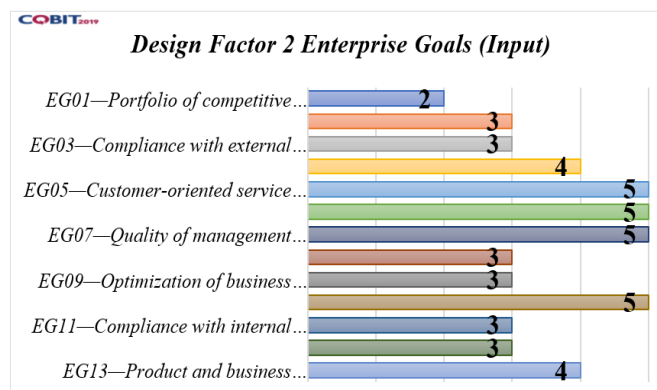 COBIT 2019
Design Factor 2 Enterprise Goals (Input)
EG01—Portfolio of competitive... 2
3
EG03—Compliance with external... 3
4
EG05—Customer-oriented service 5
5
EG07—Quality of management... 5
3
EG09—Optimization of business... 3
5
EG11—Compliance with internal... 3
3
EG13—Product and business... 4